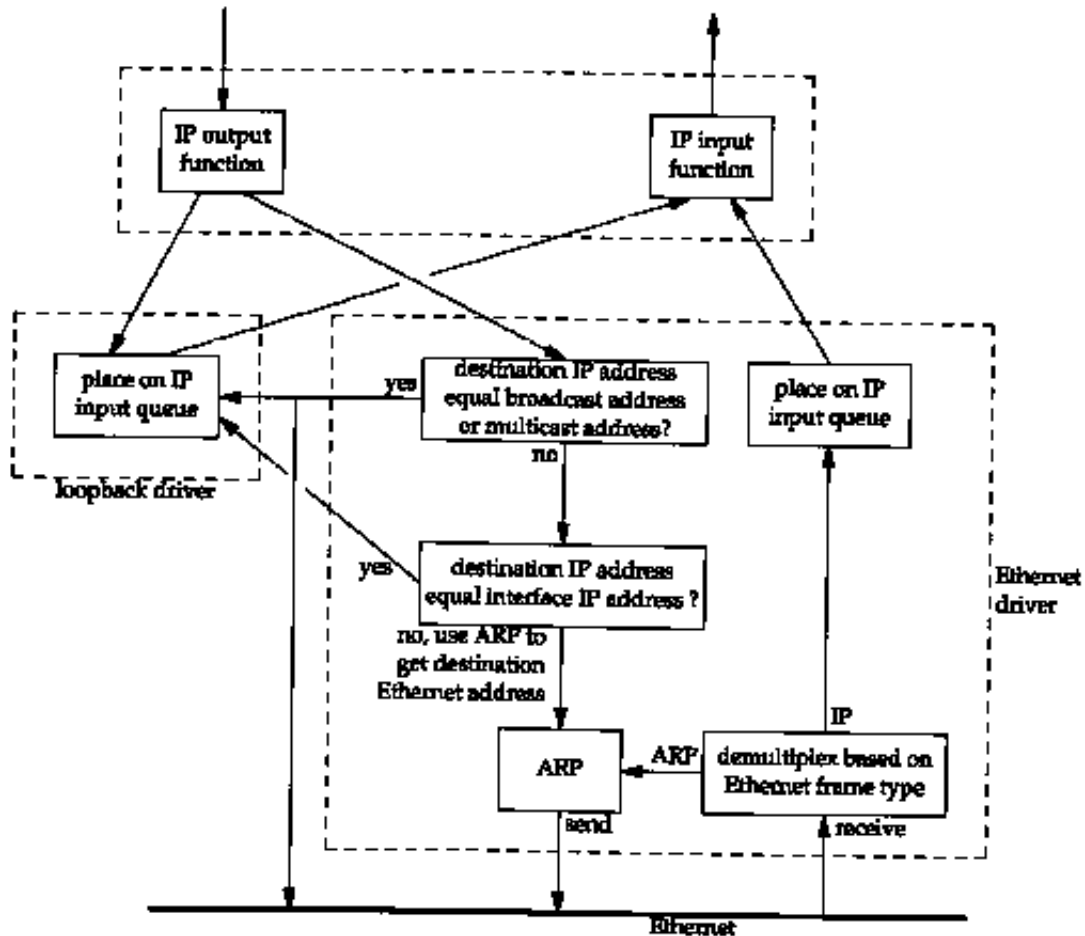 IP output
function
IP input
function
place on IP
input queue
loopback driver
yes
destination IP address
equal broadcast address
or multicast address?
no
place on IP
input queue
yes
destination IP address
equal interface IP address ?
Ethernet
driver
no, use ARP to
get destination
Ethernet address
IP
ARP
ARP
demultiplex based on
Ethernet frame type
send
receive
Ethernet